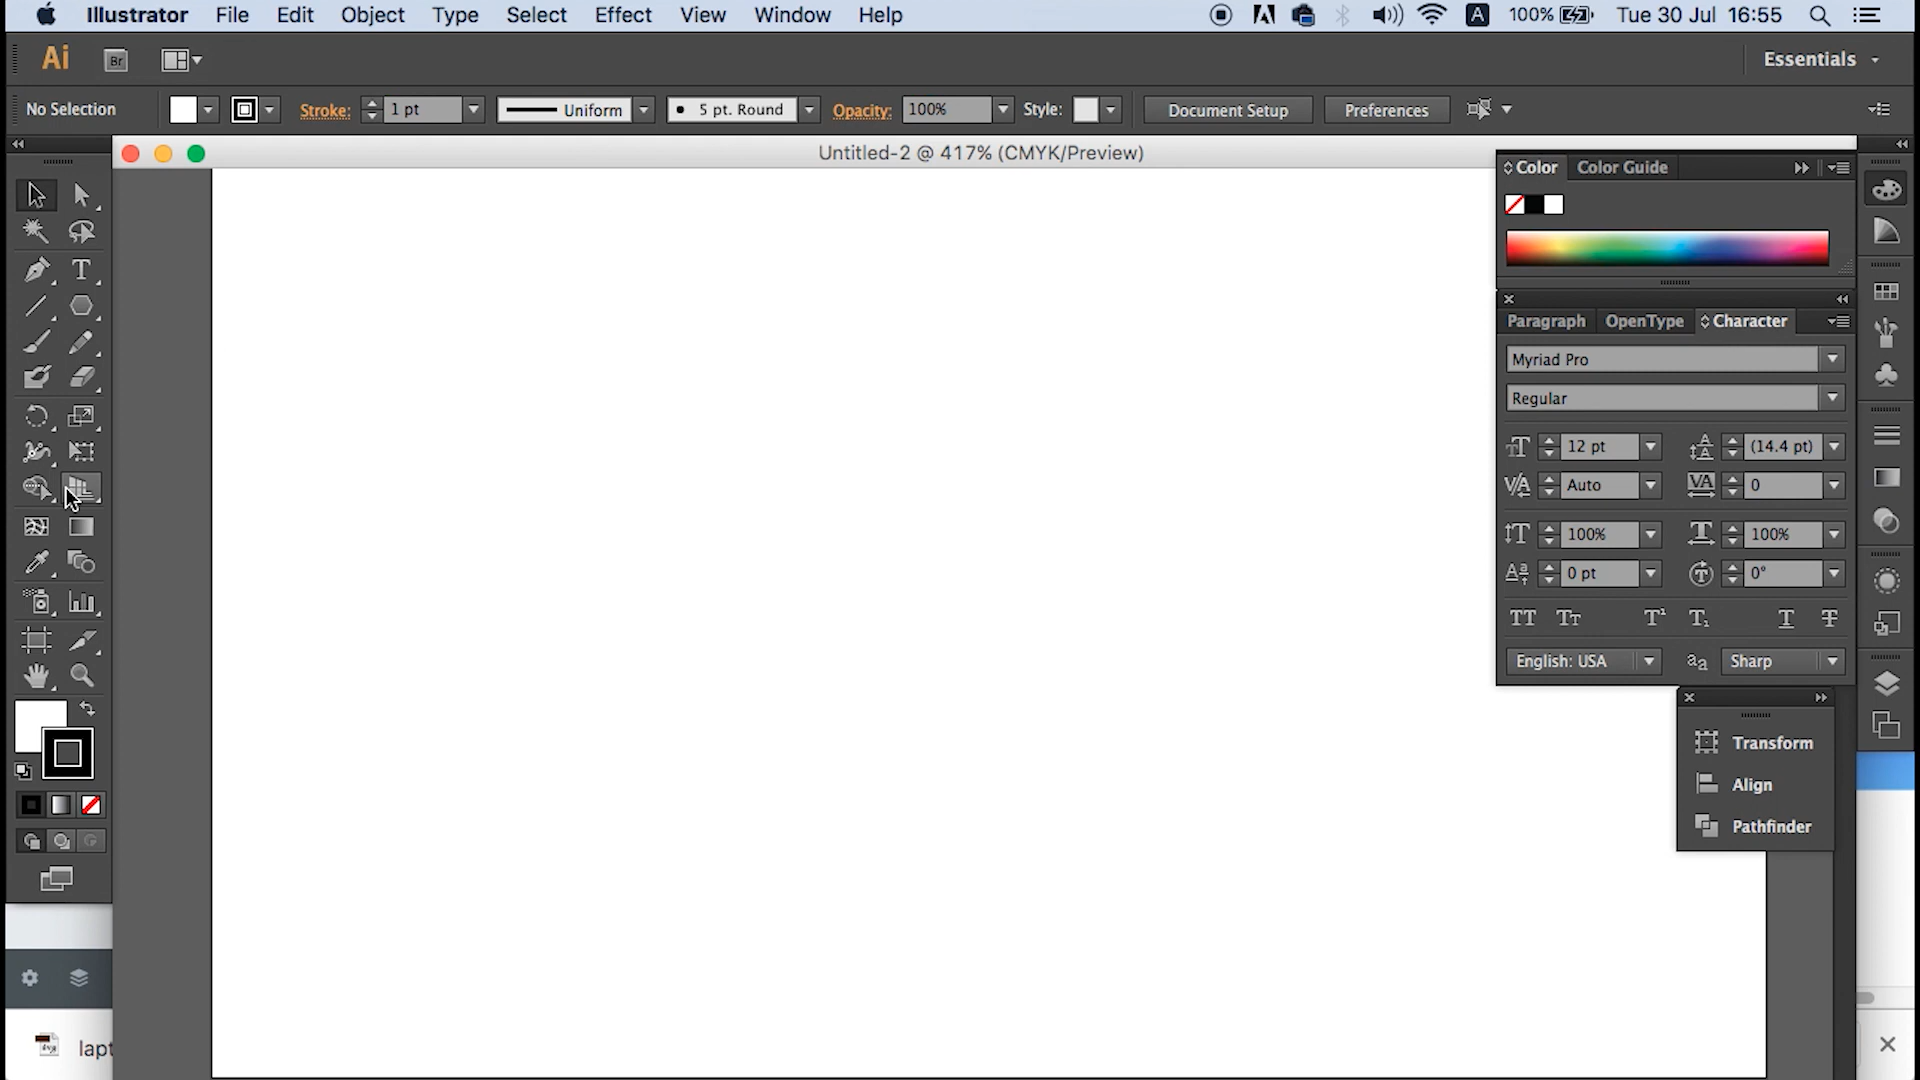 Illustrator File Edit Object Type Select Effect View Window Help A 100% Tue 30 Jul 16:55
Ai Br Essentials
No Selection Stroke: 1 pt Uniform 5 pt. Round Opacity: 100% Style: Document Setup Preferences
Untitled-2 @ 417% (CMYK/Preview)
Color Color Guide
Paragraph OpenType Character
Myriad Pro
Regular
12 pt (14.4 pt)
Auto 0
100% 100%
0 pt 0°
English: USA Sharp
Transform
Align
Pathfinder
lapt